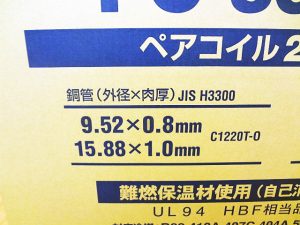 ペアコイル2
銅管(外径×肉厚)JIS H3300
9.52×0.8mm
15.88×1.0mm
C1220T-O
難燃保温材使用(自己消
UL94 HBF相当品